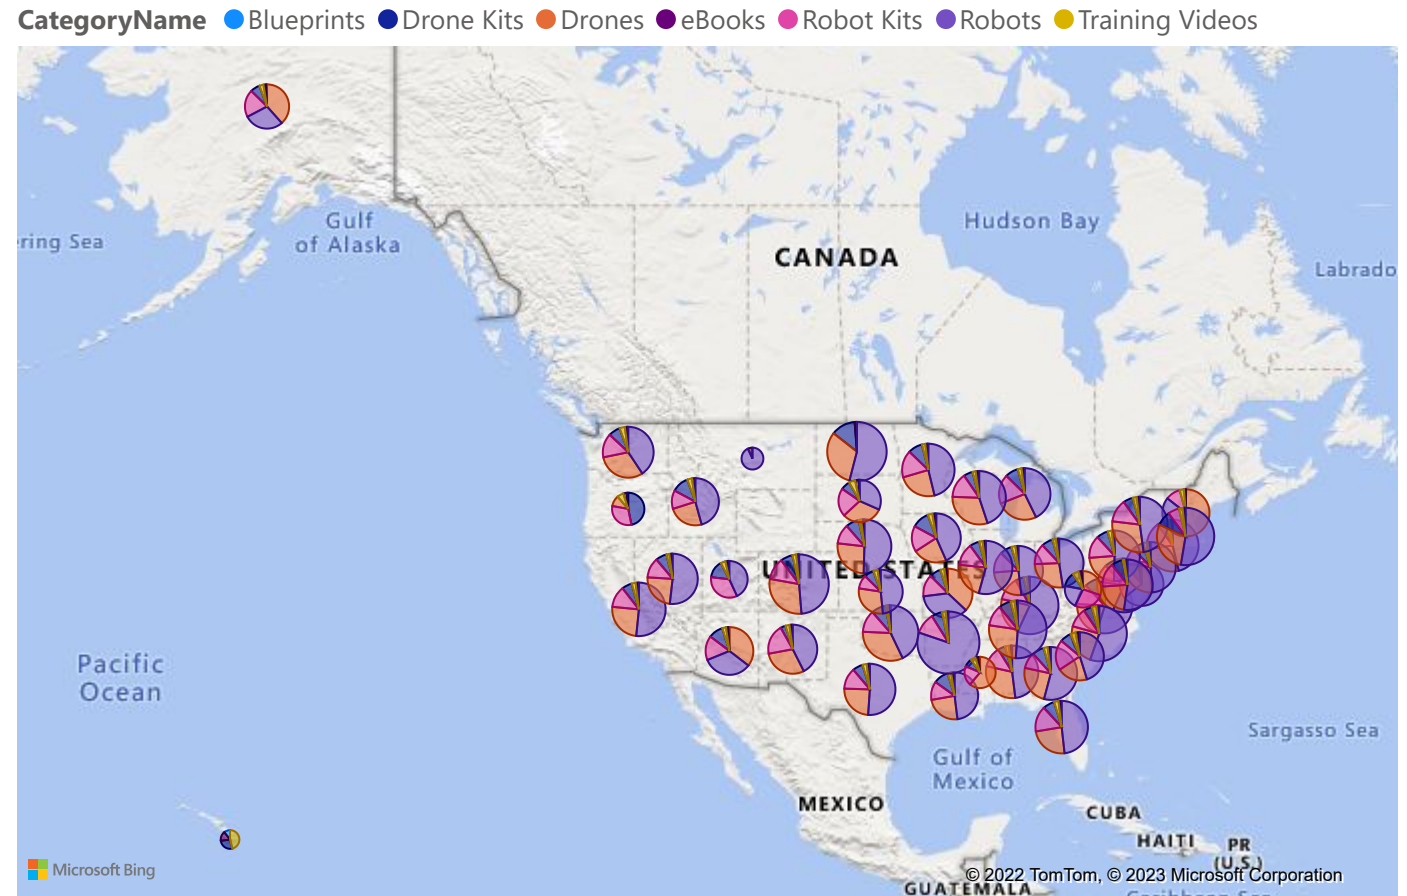 CategoryName Blueprints Drone Kits Drones eBooks Robot Kits Robots Training Videos
Gulf
of Alaska
ring Sea
Hudson Bay
CANADA
Labrado
UNITED STATES
Pacific
Ocean
Sargasso Sea
Gulf of
Mexico
MEXICO
CUBA
HAITI
PR
(U.S.)
Microsoft Bing
© 2022 TomTom, © 2023 Microsoft Corporation
GUATEMALA